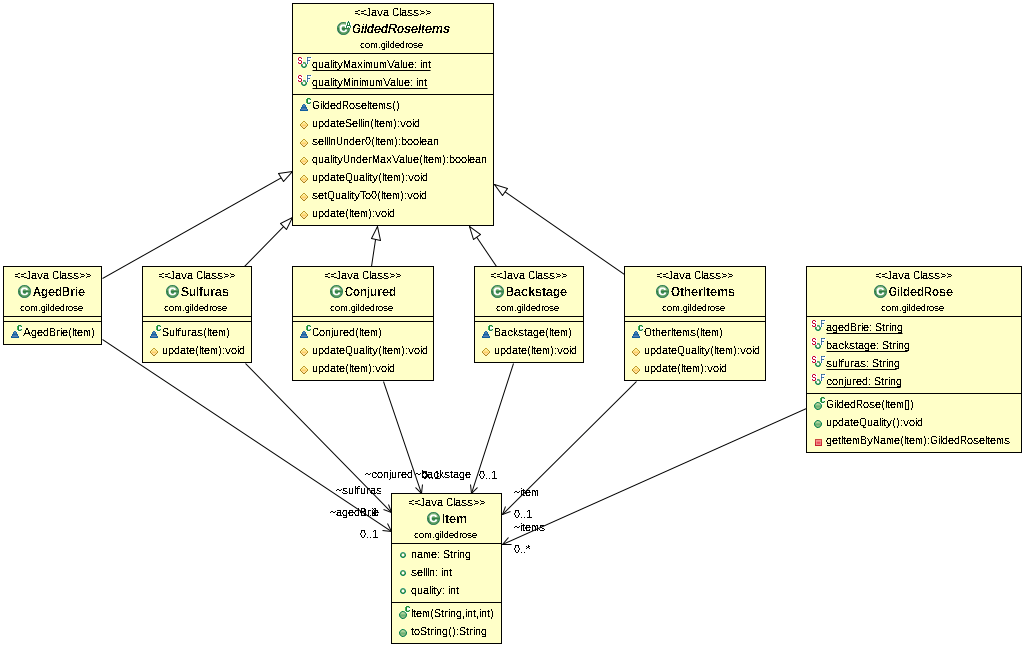 <<Java Class>>
GildedRoseItems
com.gildedrose
qualityMaximumValue: int
qualityMinimumValue: int
GildedRoseItems()
updateSellin(Item):void
sellInUnder0(Item):boolean
qualityUnderMaxValue(Item):boolean
updateQuality(Item):void
setQualityTo0(Item):void
update(Item):void
<<Java Class>>
AgedBrie
com.gildedrose
AgedBrie(Item)
<<Java Class>>
Sulfuras
com.gildedrose
Sulfuras(Item)
update(Item):void
<<Java Class>>
Conjured
com.gildedrose
Conjured(Item)
updateQuality(Item):void
update(Item):void
<<Java Class>>
Backstage
com.gildedrose
Backstage(Item)
update(Item):void
<<Java Class>>
OtherItems
com.gildedrose
OtherItems(Item)
updateQuality(Item):void
update(Item):void
<<Java Class>>
GildedRose
com.gildedrose
agedBrie: String
backstage: String
sulfuras: String
conjured: String
GildedRose(Item[])
updateQuality():void
getItemByName(Item):GildedRoseItems
~conjured
~backstage
0..1
~sulfuras
~item
~agedBrie
0..1
0..1
~items
0..*
<<Java Class>>
Item
com.gildedrose
name: String
sellIn: int
quality: int
Item(String,int,int)
toString():String